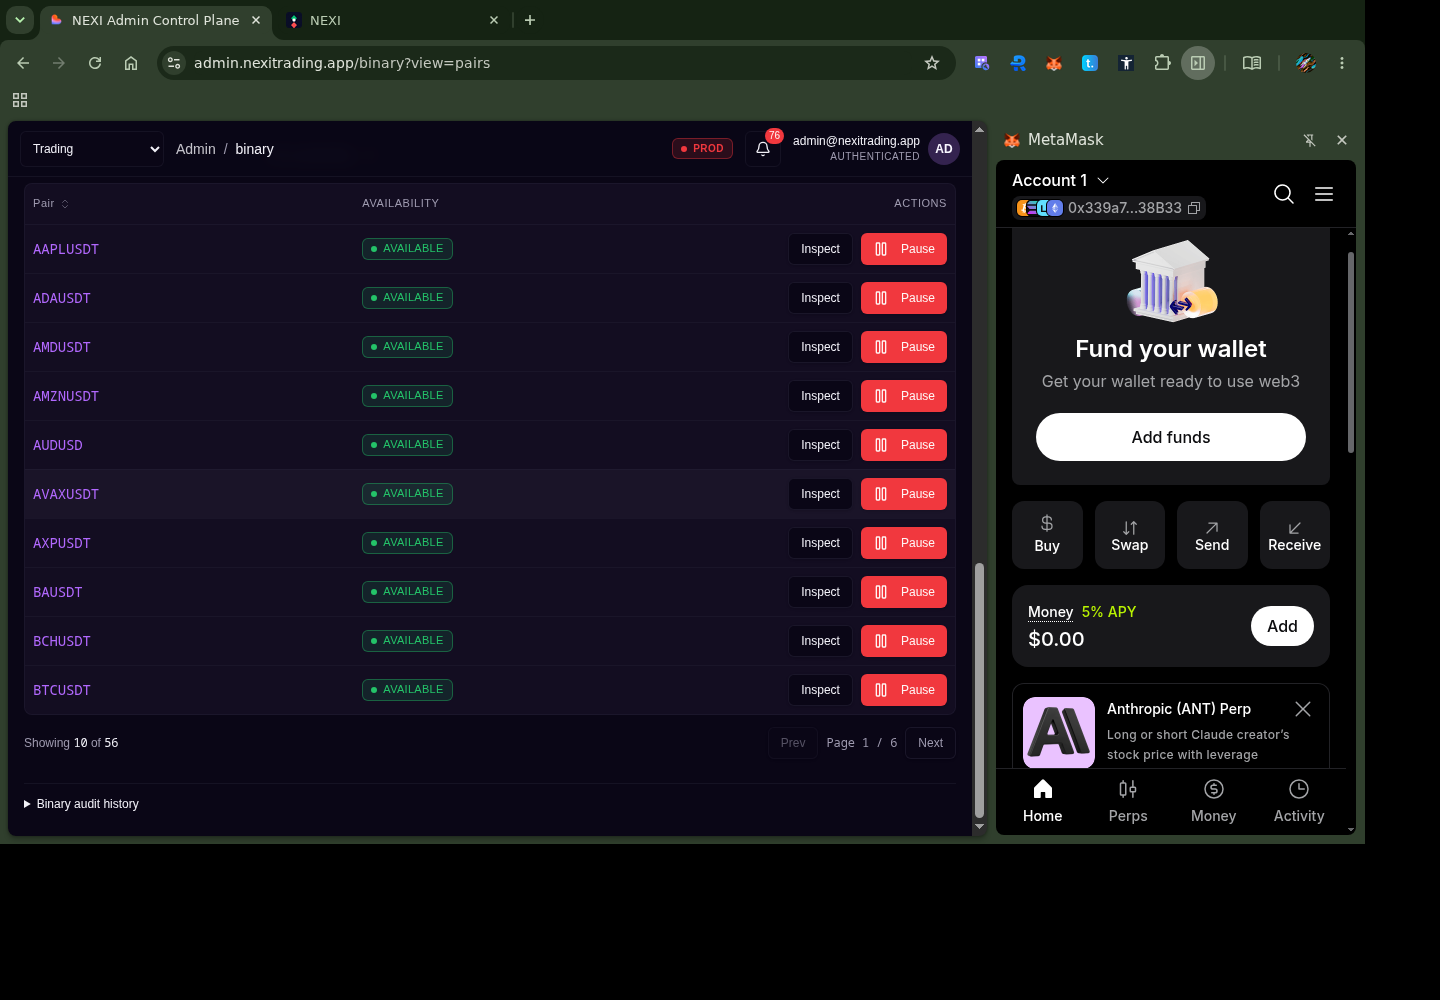 NEXI Admin Control Plane
NEXI
admin.nexitrading.app/binary?view=pairs
Trading
Admin / binary
PROD
76
admin@nexitrading.app
AUTHENTICATED
AD
Pair
AVAILABILITY
ACTIONS
AAPLUSDT AVAILABLE Inspect Pause
ADAUSDT AVAILABLE Inspect Pause
AMDUSDT AVAILABLE Inspect Pause
AMZNUSDT AVAILABLE Inspect Pause
AUDUSD AVAILABLE Inspect Pause
AVAXUSDT AVAILABLE Inspect Pause
AXPUSDT AVAILABLE Inspect Pause
BAUSDT AVAILABLE Inspect Pause
BCHUSDT AVAILABLE Inspect Pause
BTCUSDT AVAILABLE Inspect Pause
Showing 10 of 56
Prev Page 1 / 6 Next
Binary audit history
MetaMask
Account 1
0x339a7...38B33
Fund your wallet
Get your wallet ready to use web3
Add funds
Buy Swap Send Receive
Money 5% APY
$0.00
Add
Anthropic (ANT) Perp
Long or short Claude creator's
stock price with leverage
Home Perps Money Activity